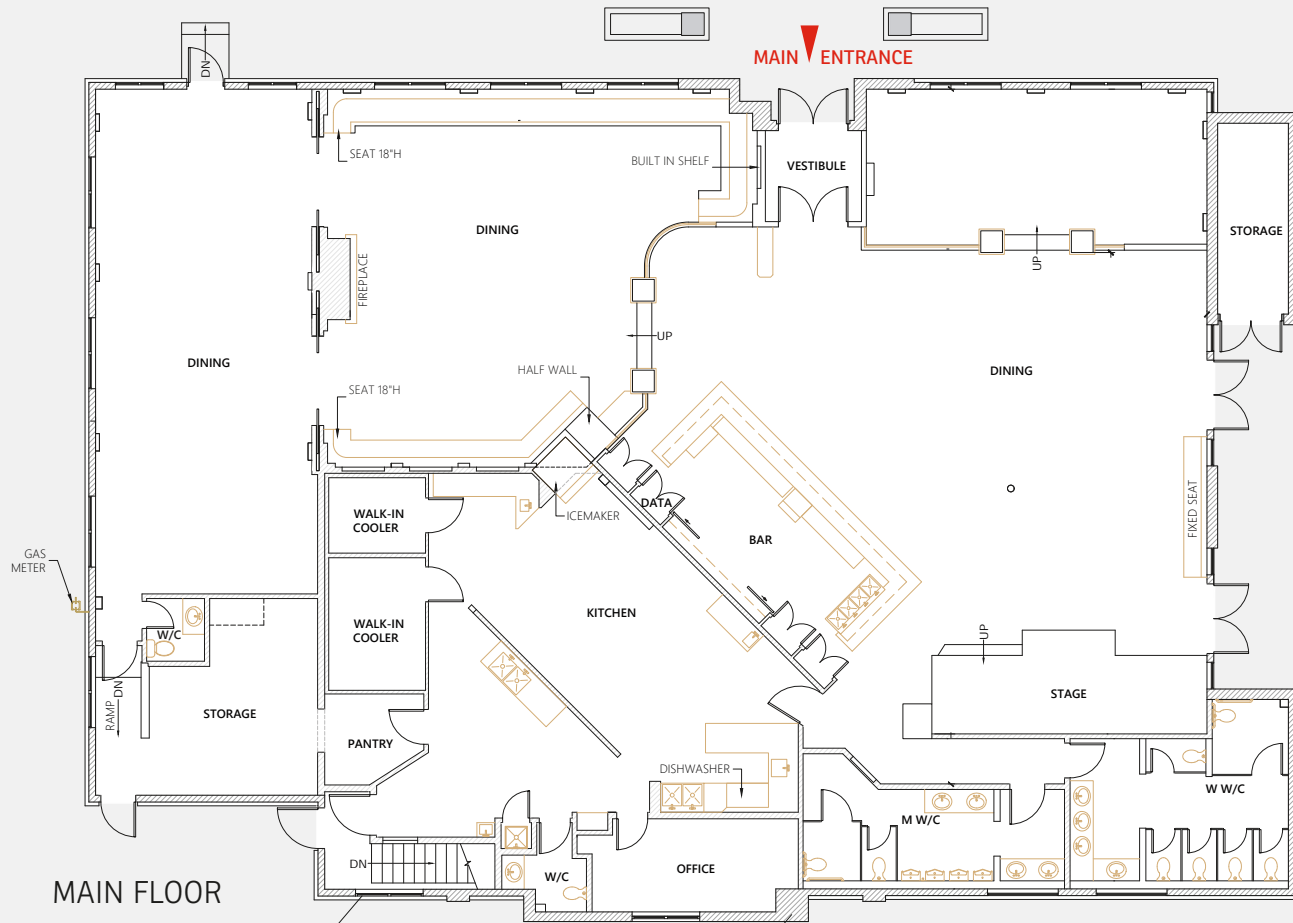 MAIN ENTRANCE
DN
SEAT 18"H
BUILT IN SHELF
VESTIBULE
DINING
STORAGE
UP
FIREPLACE
UP
DINING
HALF WALL
DINING
SEAT 18"H
WALK-IN
COOLER
DATA
ICEMAKER
BAR
FIXED SEAT
GAS
METER
KITCHEN
WALK-IN
COOLER
W/C
UP
DN
RAMP
STORAGE
STAGE
PANTRY
DISHWASHER
W W/C
M W/C
DN
W/C
OFFICE
MAIN FLOOR